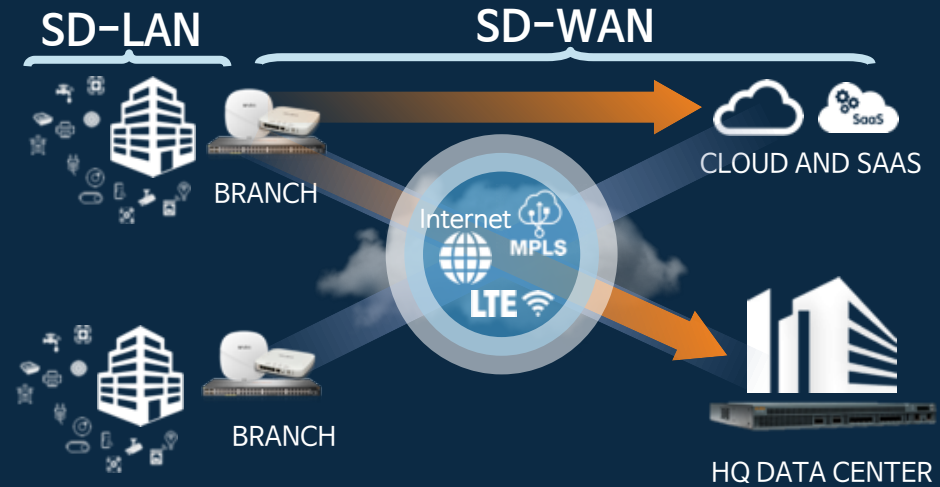 SD-LAN
SD-WAN
SaaS
CLOUD AND SAAS
BRANCH
Internet
MPLS
LTE
BRANCH
HQ DATA CENTER